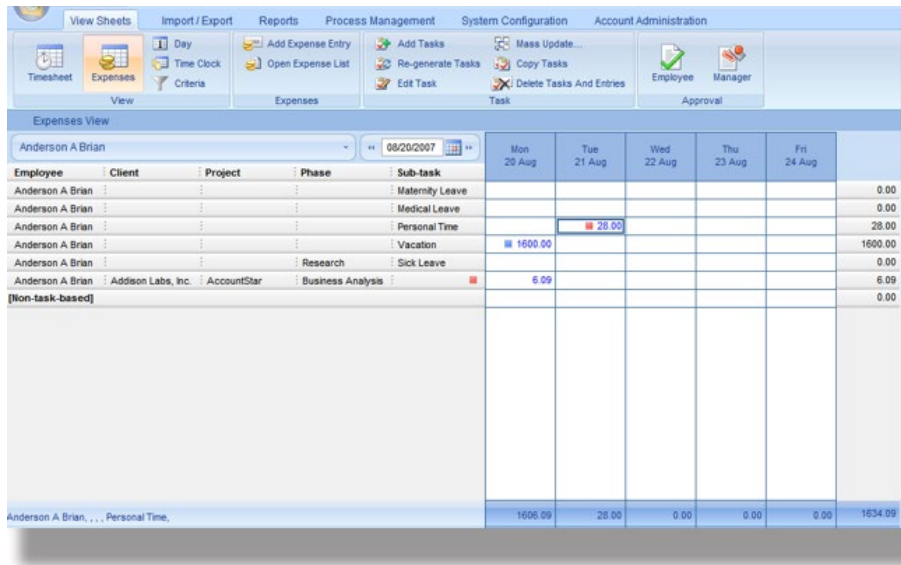 View Sheets Import / Export Reports Process Management System Configuration Account Administration
Day Add Expense Entry Add Tasks Mass Update...
Timesheet Expenses Time Clock Open Expense List Re-generate Tasks Copy Tasks Employee Manager
Criteria Edit Task Delete Tasks And Entries
View Expenses Task Approval
Expenses View
Anderson A Brian 08/20/2007 Mon Tue Wed Thu Fri
20 Aug 21 Aug 22 Aug 23 Aug 24 Aug
Employee Client Project Phase Sub-task
Anderson A Brian Maternity Leave 0.00
Anderson A Brian Medical Leave 0.00
Anderson A Brian Personal Time 28.00 28.00
Anderson A Brian Vacation 1600.00 1600.00
Anderson A Brian Research Sick Leave 0.00
Anderson A Brian Addison Labs, Inc. AccountStar Business Analysis 6.09 6.09
[Non-task-based] 0.00
Anderson A Brian, , , , Personal Time, 1606.09 28.00 0.00 0.00 0.00 1634.09